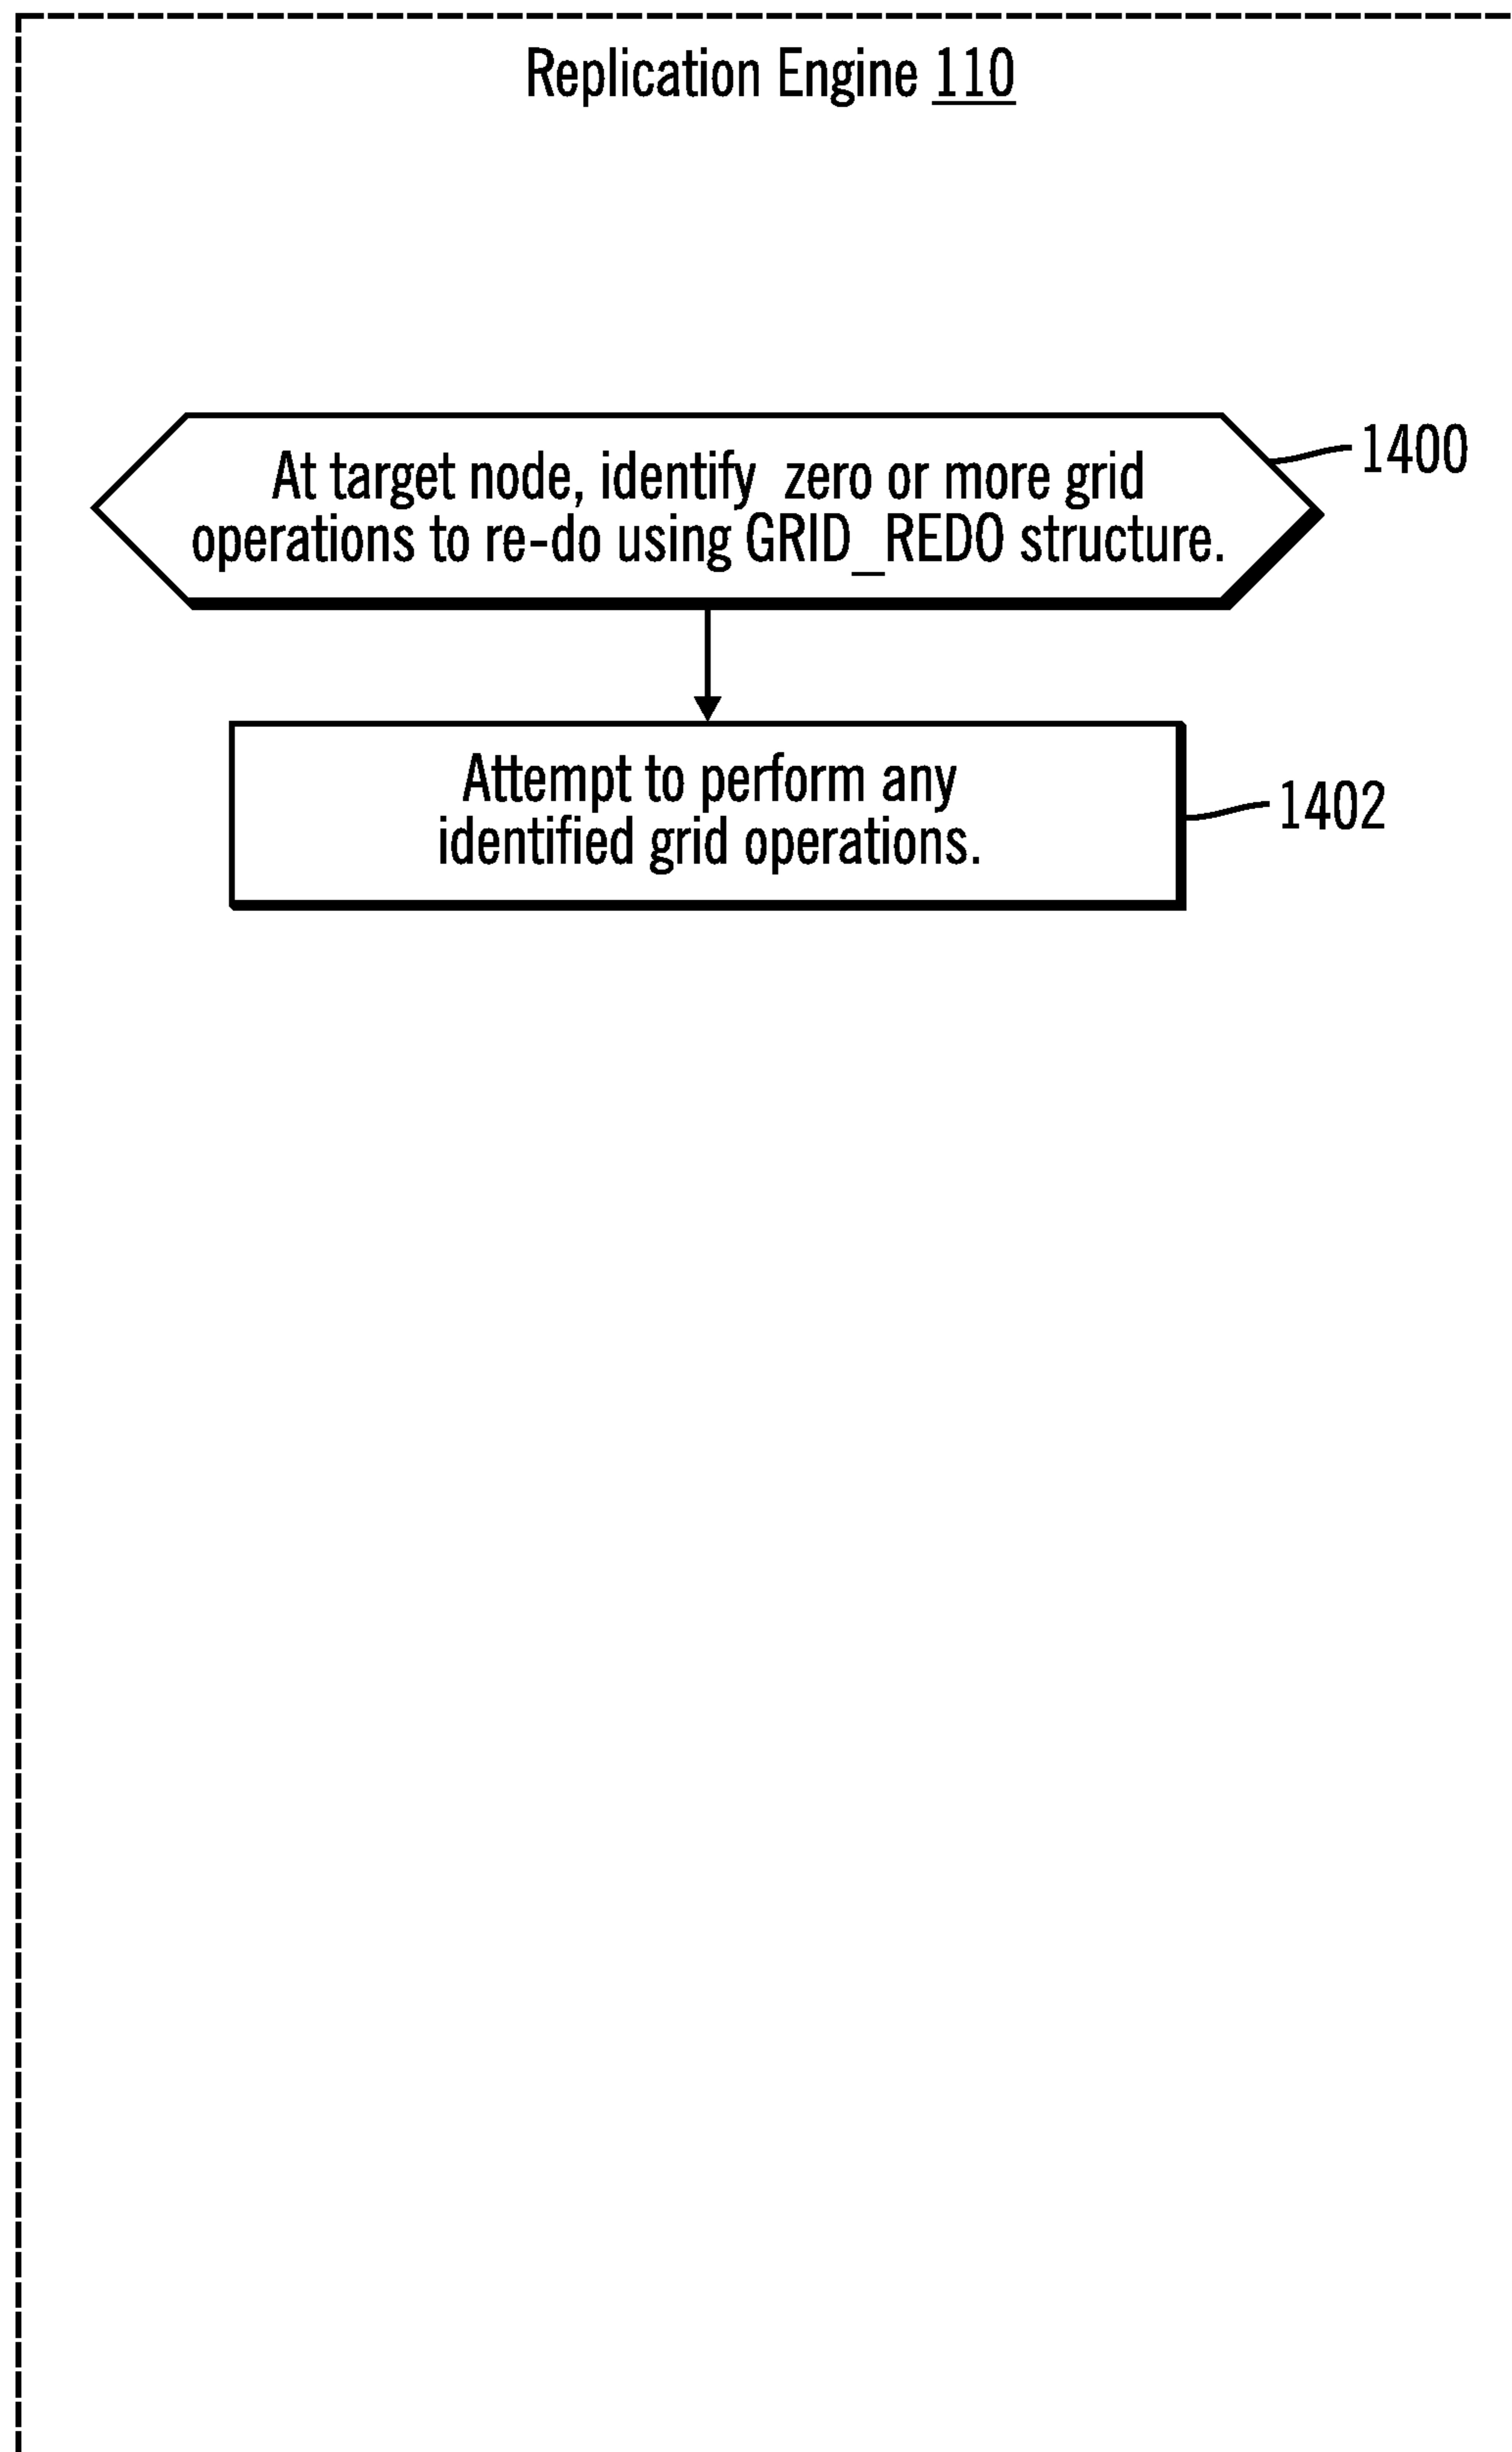 Replication Engine 110
At target node, identify zero or more grid
operations to re-do using GRID_REDO structure.
1400
Attempt to perform any
identified grid operations.
1402